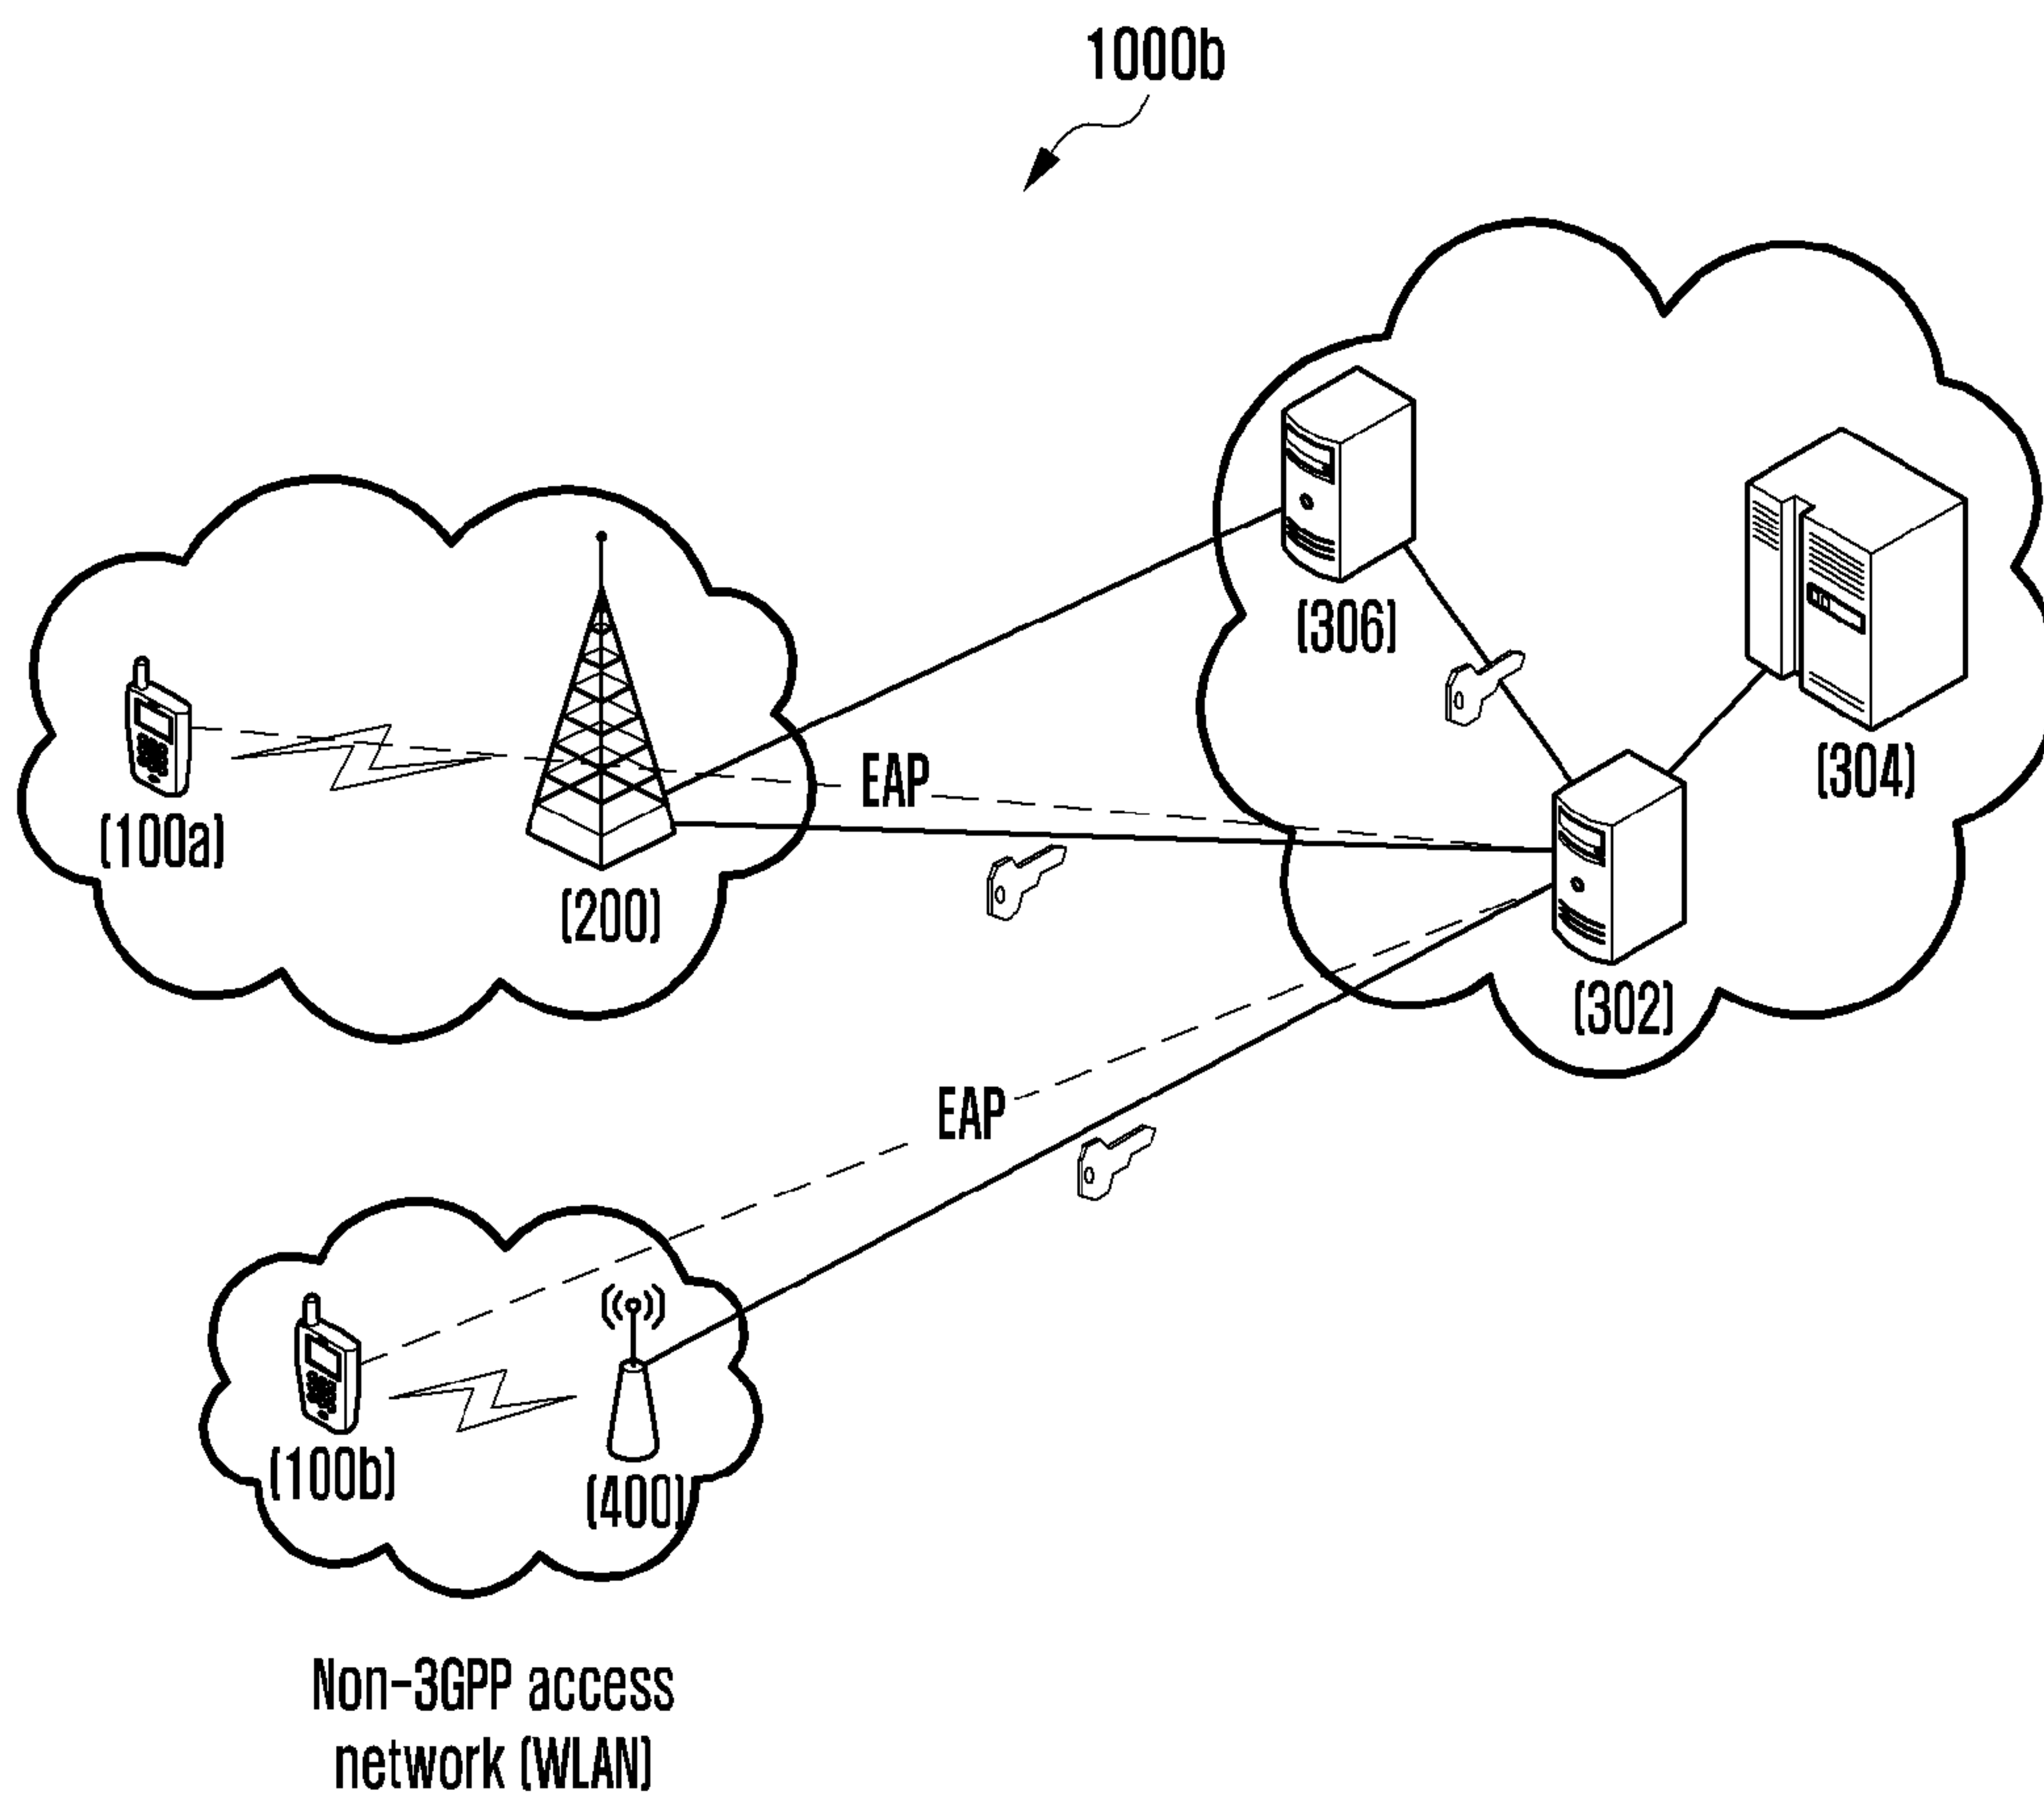 1000b
(306)
(304)
EAP
(100a)
(200)
(302)
EAP
(100b)
(400)
Non-3GPP access
network (WLAN)